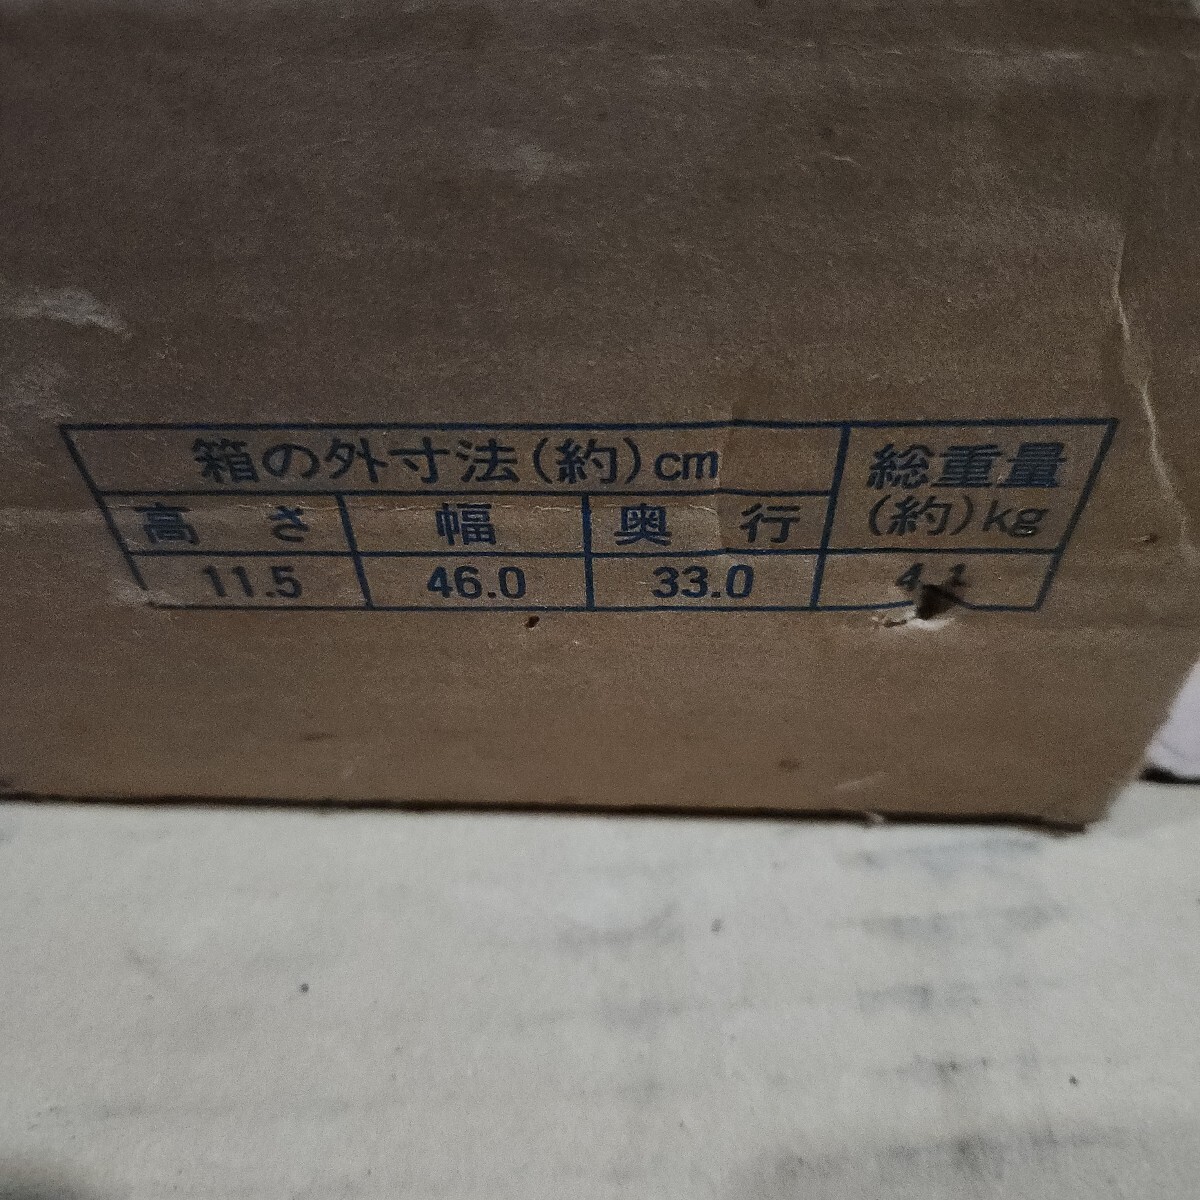 箱の外寸法(約)cm
総重量
(約)kg
高さ 幅 奥行
11.5 46.0 33.0